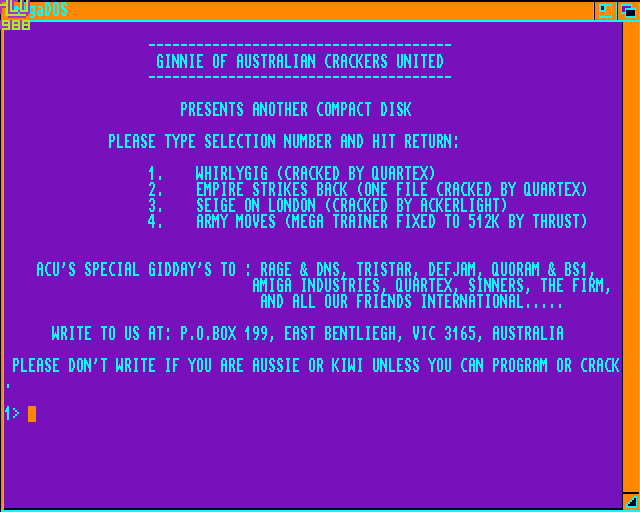 gaDOS
988
------------------------------------
GINNIE OF AUSTRALIAN CRACKERS UNITED
------------------------------------
PRESENTS ANOTHER COMPACT DISK
PLEASE TYPE SELECTION NUMBER AND HIT RETURN:
1. WHIRLYGIG (CRACKED BY QUARTEX)
2. EMPIRE STRIKES BACK (ONE FILE CRACKED BY QUARTEX)
3. SEIGE ON LONDON (CRACKED BY ACKERLIGHT)
4. ARMY MOVES (MEGA TRAINER FIXED TO 512K BY THRUST)
ACU'S SPECIAL GIDDAY'S TO : RAGE & DNS, TRISTAR, DEFJAM, QUORAM & BS1,
AMIGA INDUSTRIES, QUARTEX, SINNERS, THE FIRM,
AND ALL OUR FRIENDS INTERNATIONAL.....
WRITE TO US AT: P.O.BOX 199, EAST BENTLIEGH, VIC 3165, AUSTRALIA
PLEASE DON'T WRITE IF YOU ARE AUSSIE OR KIWI UNLESS YOU CAN PROGRAM OR CRACK
.
1>